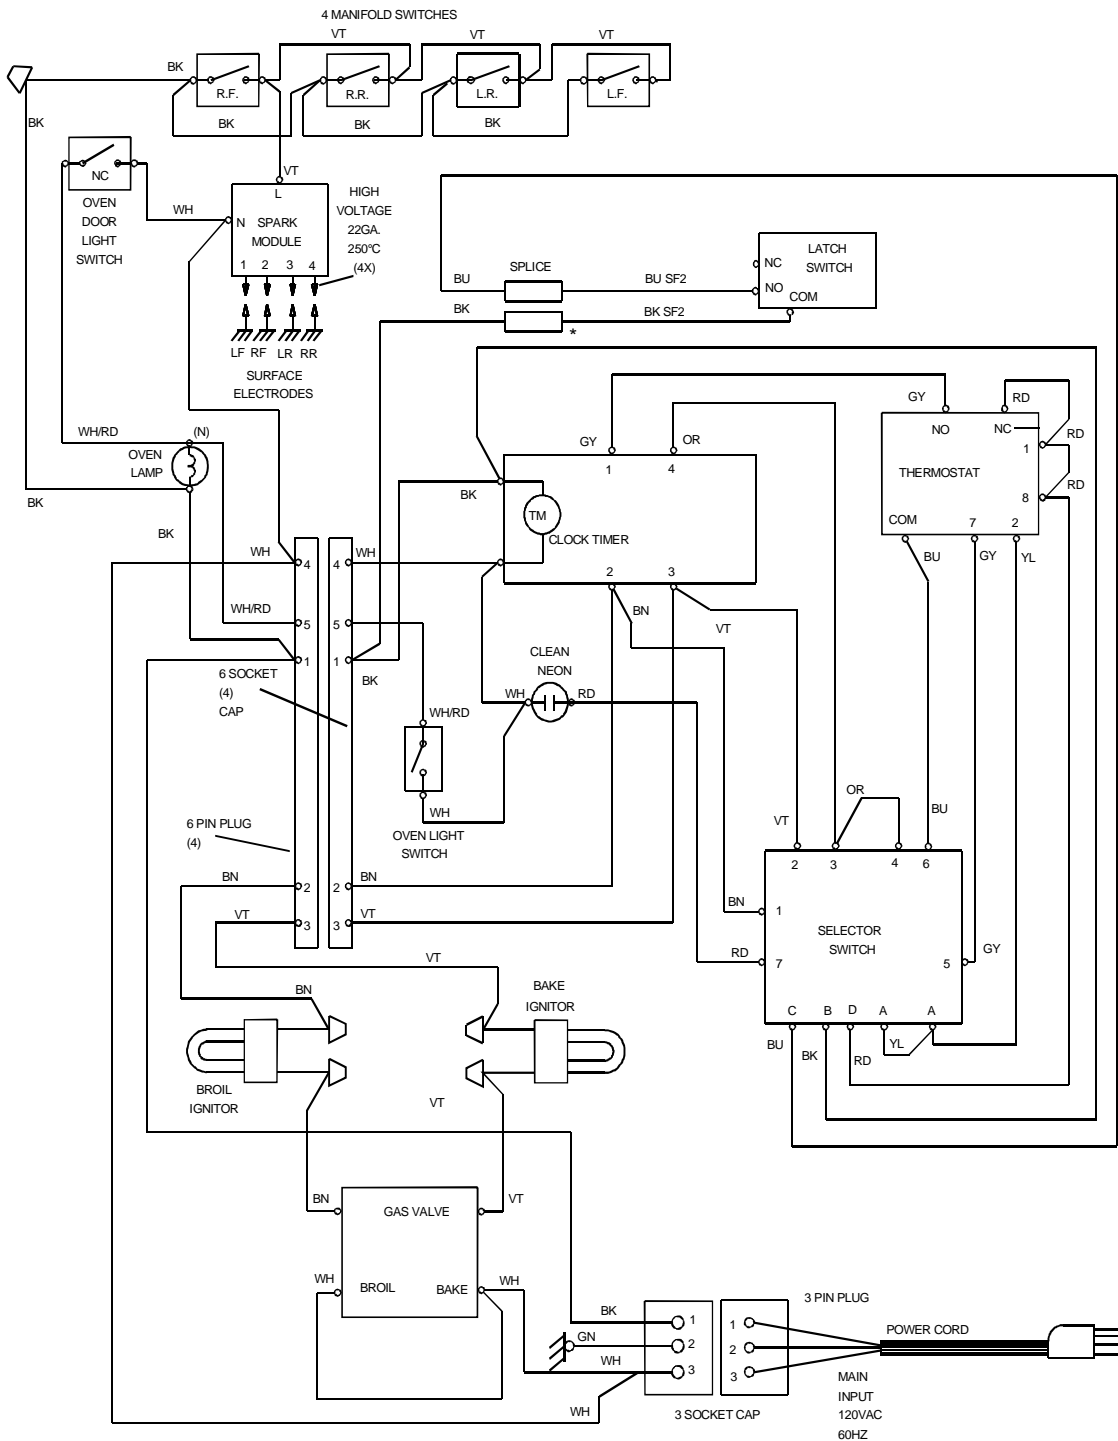 4 MANIFOLD SWITCHES
VT
VT
VT
BK
R.F.
R.R.
L.R.
L.F.
BK
BK
BK
BK
NC
VT
OVEN
DOOR
LIGHT
SWITCH
WH
L
N
SPARK
MODULE
1 2 3 4
HIGH
VOLTAGE
22GA.
250°C
(4X)
LF RF LR RR
SURFACE
ELECTRODES
BU
SPLICE
BU SF2
BK
BK SF2
*
NC
LATCH
SWITCH
NO
COM
WH/RD
(N)
OVEN
LAMP
BK
BK
GY
OR
1
4
BK
TM
CLOCK TIMER
2
3
GY
RD
NO
NC
1
RD
THERMOSTAT
RD
8
COM
7
2
BU
GY
YL
WH
4
4
WH
WH/RD
5
5
1
1
BK
6 SOCKET
(4)
CAP
BN
VT
CLEAN
NEON
WH
RD
WH/RD
WH
OVEN LIGHT
SWITCH
6 PIN PLUG
(4)
BN
2
2
BN
VT
3
3
VT
OR
VT
BU
2
3
4
6
BN
1
SELECTOR
SWITCH
RD
7
5
GY
C
B
D
A
A
BU
BK
RD
YL
VT
BN
BAKE
IGNITOR
BROIL
IGNITOR
VT
BN
GAS VALVE
VT
WH
BROIL
BAKE
WH
BK
1
GN
2
WH
3
WH
3 SOCKET CAP
1
2
3
3 PIN PLUG
POWER CORD
MAIN
INPUT
120VAC
60HZ